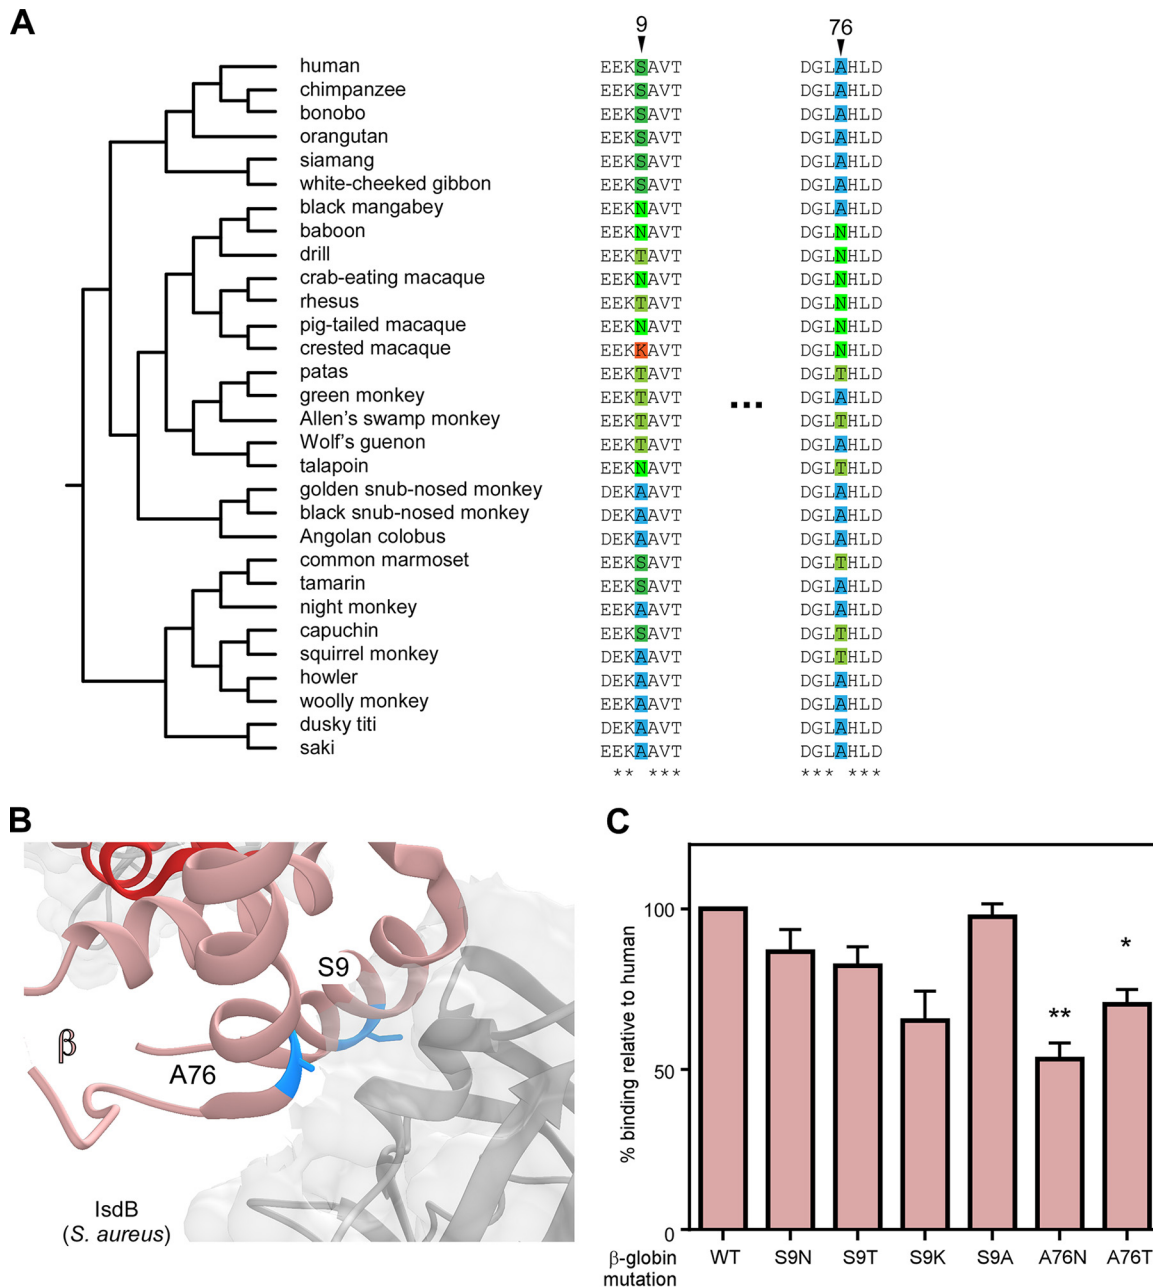 A
9 76
human EEKSAVT DGLAHLD
chimpanzee EEKSAVT DGLAHLD
bonobo EEKSAVT DGLAHLD
orangutan EEKSAVT DGLAHLD
siamang EEKSAVT DGLAHLD
white-cheeked gibbon EEKSAVT DGLAHLD
black mangabey EEKNAVT DGLAHLD
baboon EEKNAVT DGLNHLD
drill EEKTAVT DGLNHLD
crab-eating macaque EEKNAVT DGLNHLD
rhesus EEKTAVT DGLNHLD
pig-tailed macaque EEKNAVT DGLNHLD
crested macaque EEKKAVT DGLNHLD
patas EEKTAVT DGLTHLD
green monkey EEKTAVT ... DGLAHLD
Allen's swamp monkey EEKTAVT DGLTHLD
Wolf's guenon EEKTAVT DGLAHLD
talapoin EEKNAVT DGLTHLD
golden snub-nosed monkey DEKAAVT DGLAHLD
black snub-nosed monkey DEKAAVT DGLAHLD
Angolan colobus DEKAAVT DGLAHLD
common marmoset EEKSAVT DGLTHLD
tamarin EEKSAVT DGLAHLD
night monkey EEKAAVT DGLAHLD
capuchin EEKSAVT DGLTHLD
squirrel monkey DEKAAVT DGLTHLD
howler DEKAAVT DGLAHLD
woolly monkey EEKAAVT DGLAHLD
dusky titi DEKAAVT DGLAHLD
saki EEKAAVT DGLAHLD
** *** *** ***
B
S9
β
A76
IsdB
(S. aureus)
C
% binding relative to human
100
50
0
*
**
WT S9N S9T S9K S9A A76N A76T
β-globin
mutation